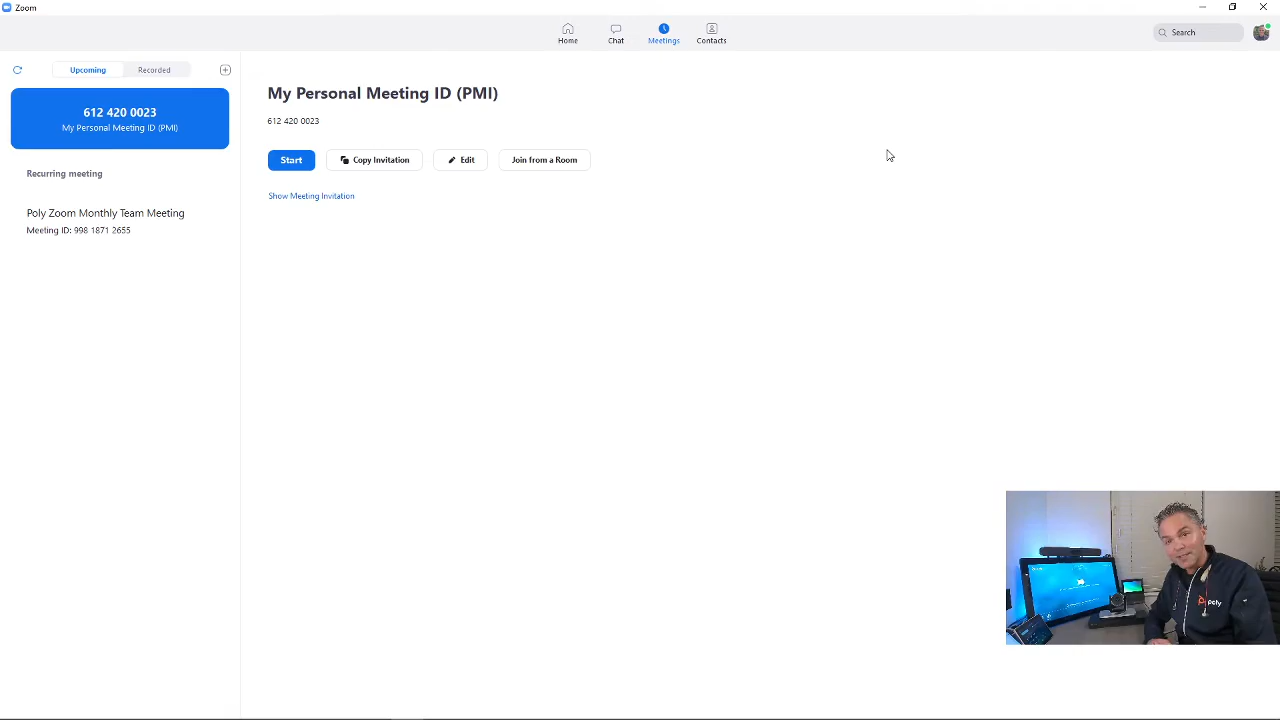 Zoom
Home
Chat
Meetings
Contacts
Search
Upcoming
Recorded
612 420 0023
My Personal Meeting ID (PMI)
Recurring meeting
Poly Zoom Monthly Team Meeting
Meeting ID: 998 1871 2655
My Personal Meeting ID (PMI)
612 420 0023
Start
Copy Invitation
Edit
Join from a Room
Show Meeting Invitation
Poly